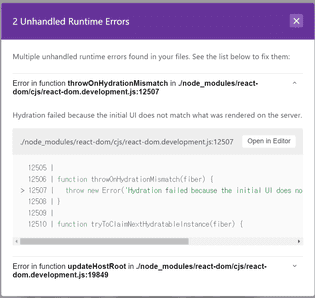 2 Unhandled Runtime Errors
Multiple unhandled runtime errors found in your files. See the list below to fix them:
Error in function throwOnHydrationMismatch in ./node_modules/react-
dom/cjs/react-dom.development.js:12507
Hydration failed because the initial UI does not match what was rendered on the server.
./node_modules/react-dom/cjs/react-dom.development.js:12507
Open in Editor
12505 |
12506 | function throwOnHydrationMismatch(fiber) {
> 12507 |   throw new Error('Hydration failed because the initial UI does no
12508 | }
12509 |
12510 | function tryToClaimNextHydratableInstance(fiber) {
Error in function updateHostRoot in ./node_modules/react-
dom/cjs/react-dom.development.js:19849